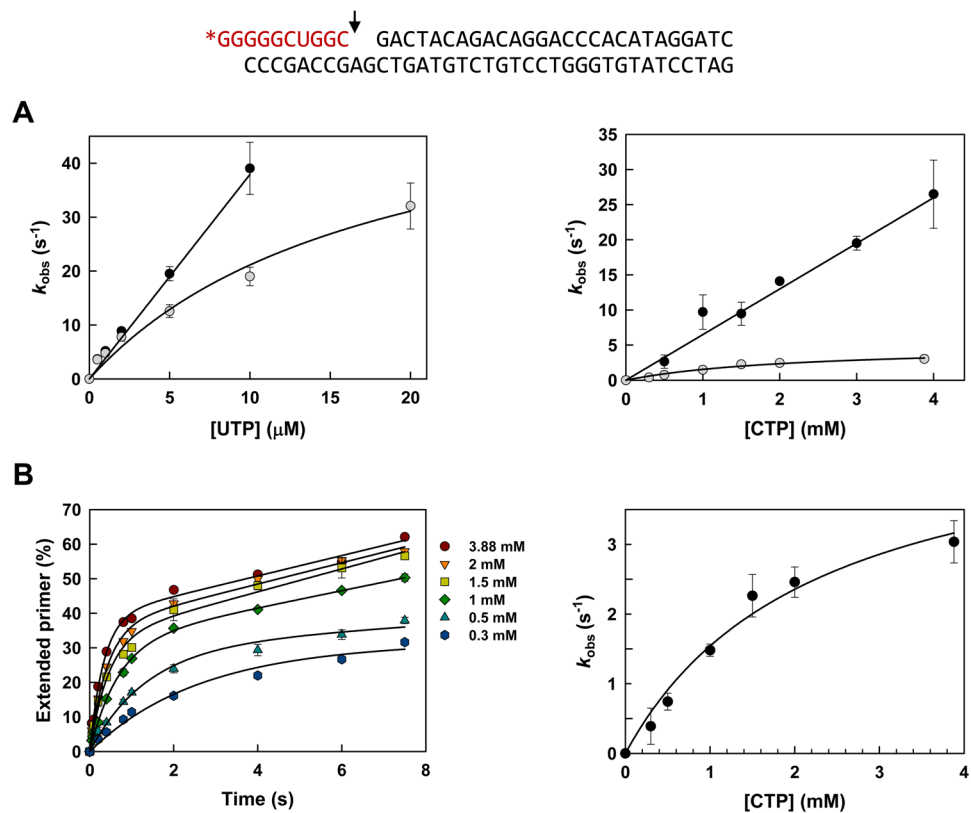 *GGGGGCUGGC GACTACAGACAGGACCCACATAGGATC
CCCGACCGAGCTGATGTCTGTCCTGGGTGTATCCTAG
A
40
30
20
10
0
kobs (s-1)
0 5 10 15 20
[UTP] (μM)
35
30
25
20
15
10
5
0
kobs (s-1)
0 1 2 3 4
[CTP] (mM)
B
70
60
50
40
30
20
10
0
Extended primer (%)
0 2 4 6 8
Time (s)
3.88 mM
2 mM
1.5 mM
1 mM
0.5 mM
0.3 mM
3
2
1
0
kobs (s-1)
0 1 2 3 4
[CTP] (mM)